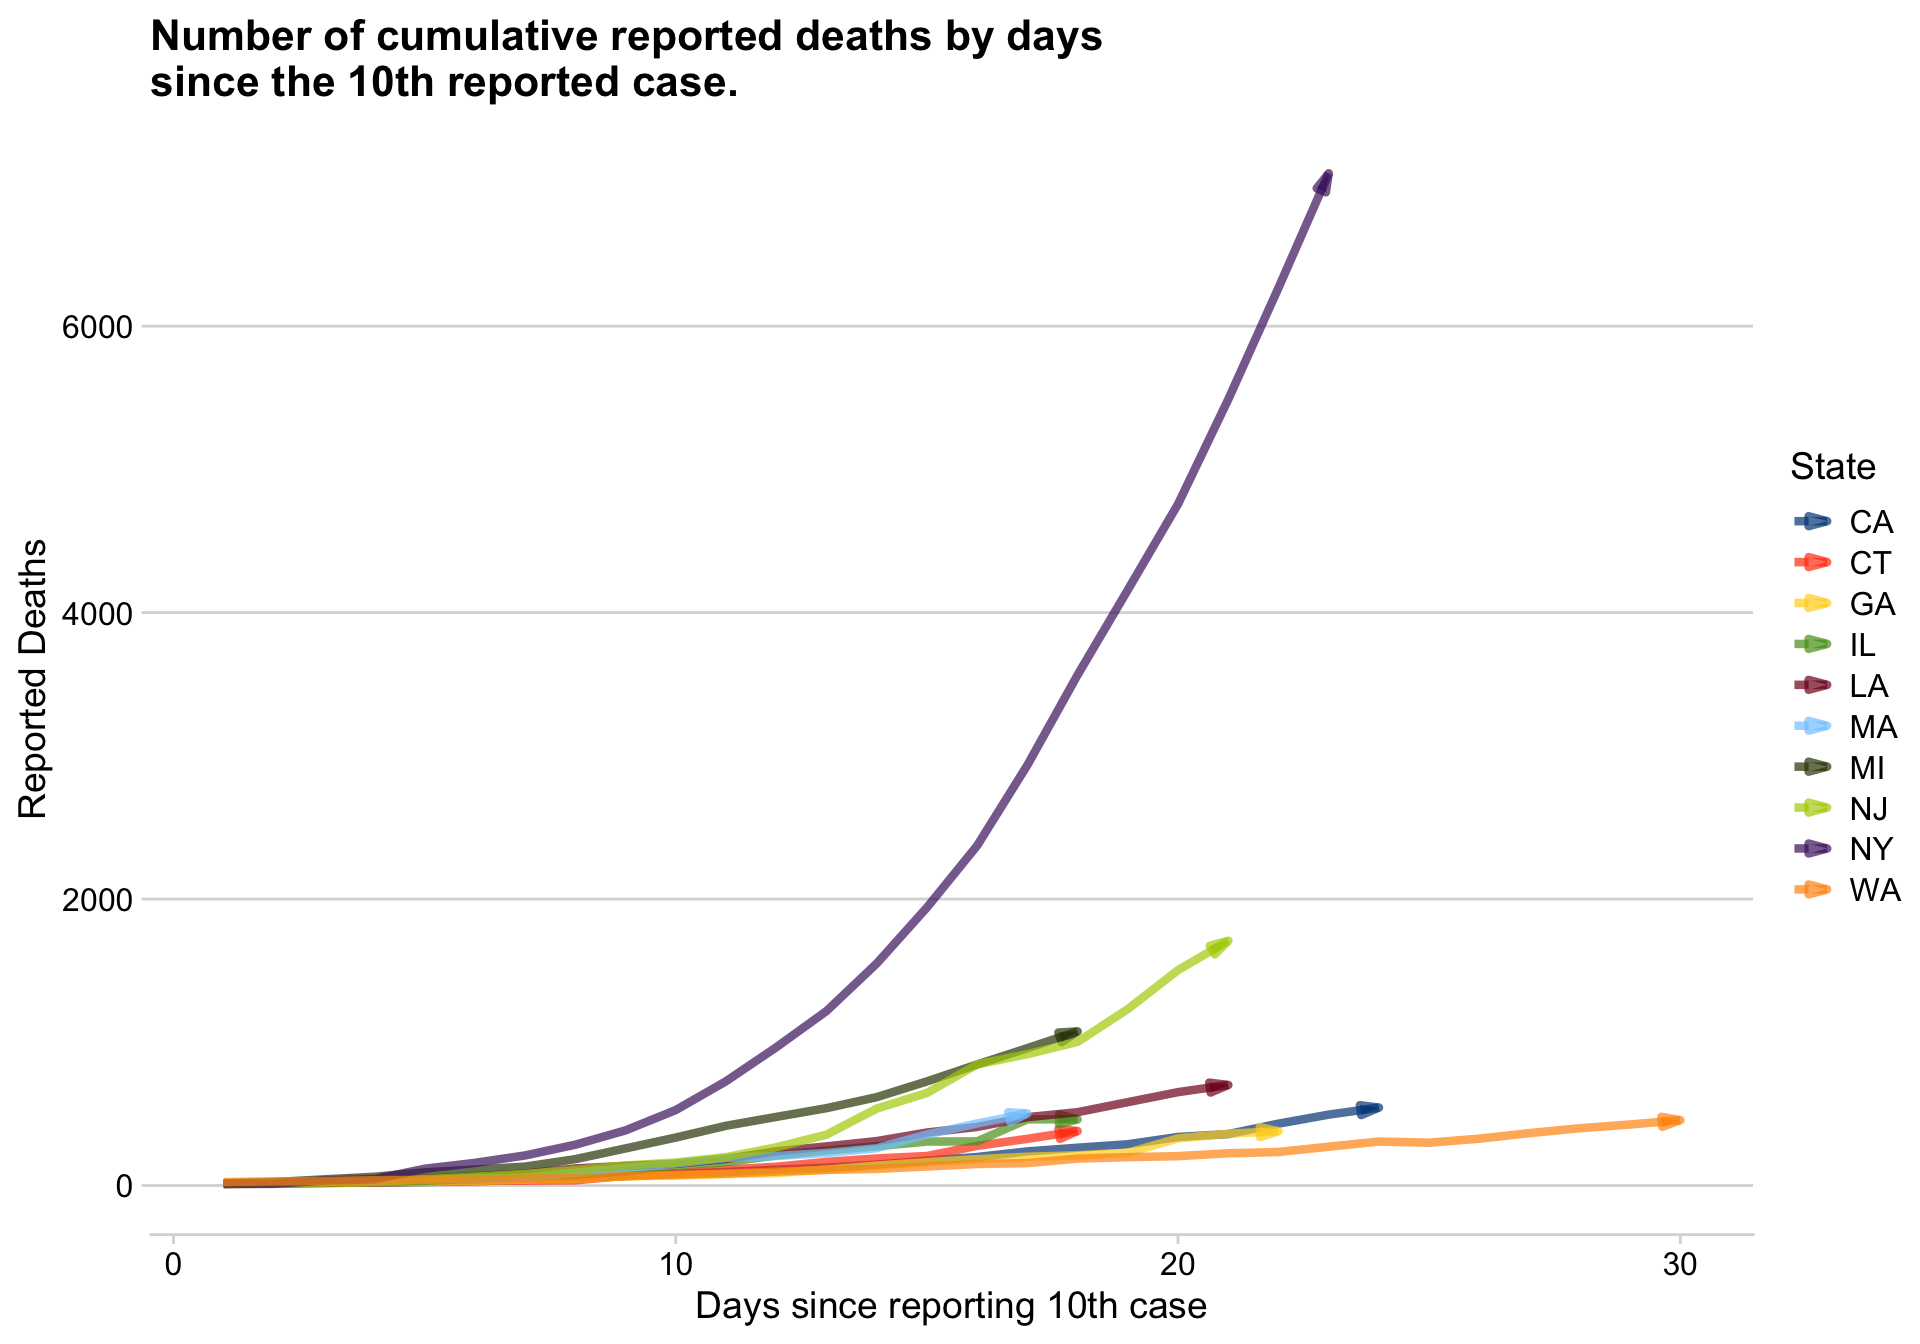 Number of cumulative reported deaths by days
since the 10th reported case.
Reported Deaths
6000
4000
2000
0
0 10 20 30
Days since reporting 10th case
State
CA
CT
GA
IL
LA
MA
MI
NJ
NY
WA